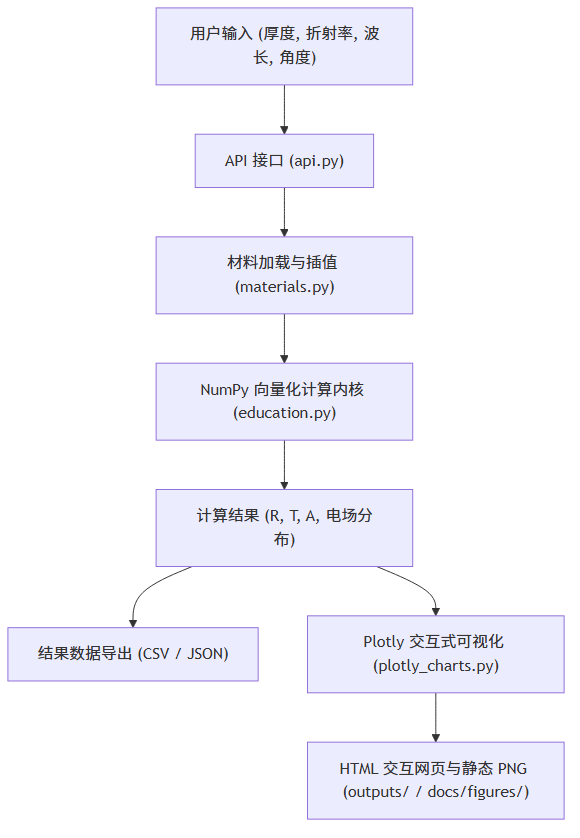 用户输入 (厚度, 折射率, 波
长, 角度)
API 接口 (api.py)
材料加载与插值
(materials.py)
NumPy 向量化计算内核
(education.py)
计算结果 (R, T, A, 电场分
布)
结果数据导出 (CSV / JSON)
Plotly 交互式可视化
(plotly_charts.py)
HTML 交互网页与静态 PNG
(outputs/ / docs/figures/)